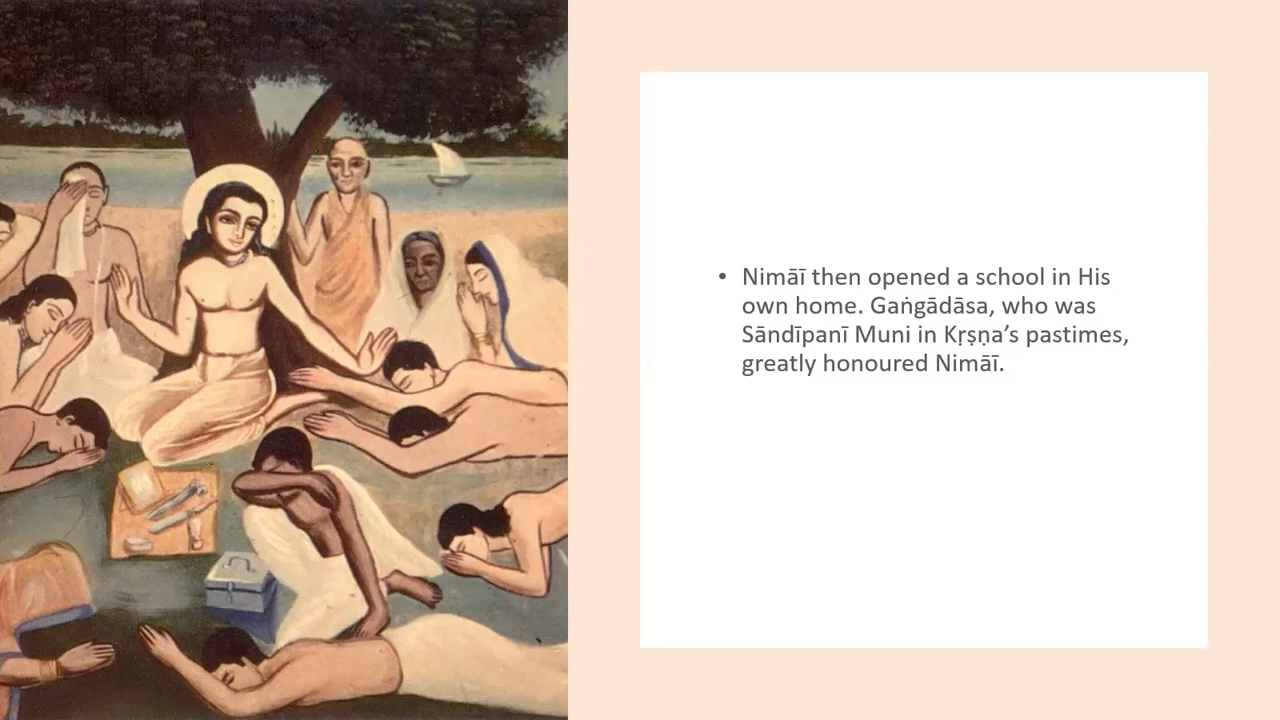 • Nimāī then opened a school in His
own home. Gaṅgādāsa, who was
Sāndīpanī Muni in Kṛṣṇa’s pastimes,
greatly honoured Nimāī.